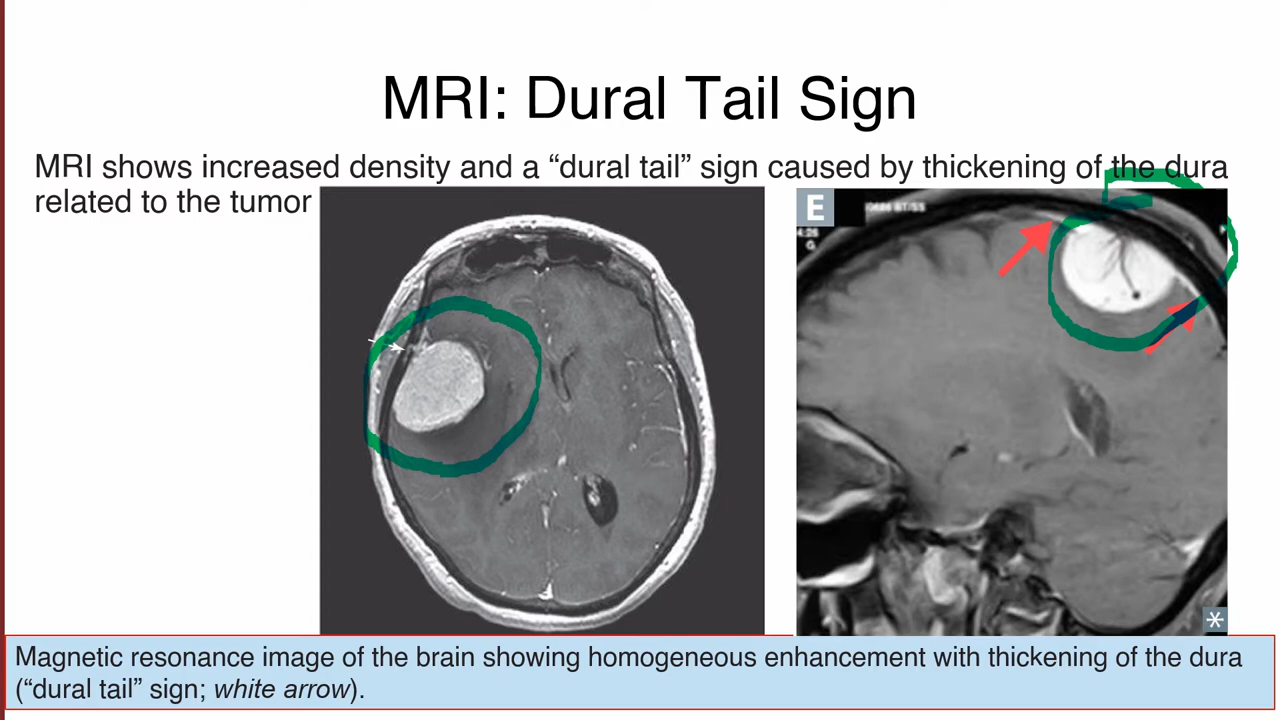 MRI: Dural Tail Sign
MRI shows increased density and a “dural tail” sign caused by thickening of the dura
related to the tumor
E
Magnetic resonance image of the brain showing homogeneous enhancement with thickening of the dura
(“dural tail” sign; white arrow).